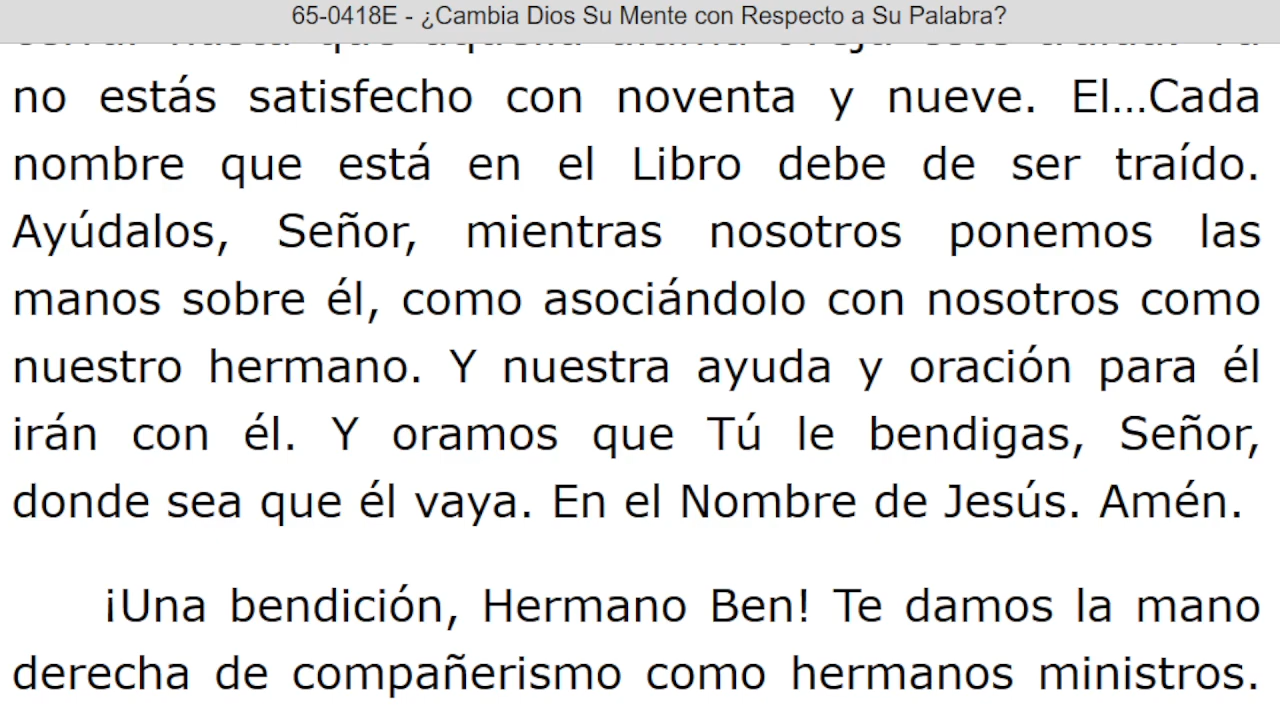 65-0418E - ¿Cambia Dios Su Mente con Respecto a Su Palabra?
no estás satisfecho con noventa y nueve. El...Cada
nombre que está en el Libro debe de ser traído.
Ayúdalos, Señor, mientras nosotros ponemos las
manos sobre él, como asociándolo con nosotros como
nuestro hermano. Y nuestra ayuda y oración para él
irán con él. Y oramos que Tú le bendigas, Señor,
donde sea que él vaya. En el Nombre de Jesús. Amén.
¡Una bendición, Hermano Ben! Te damos la mano
derecha de compañerismo como hermanos ministros.